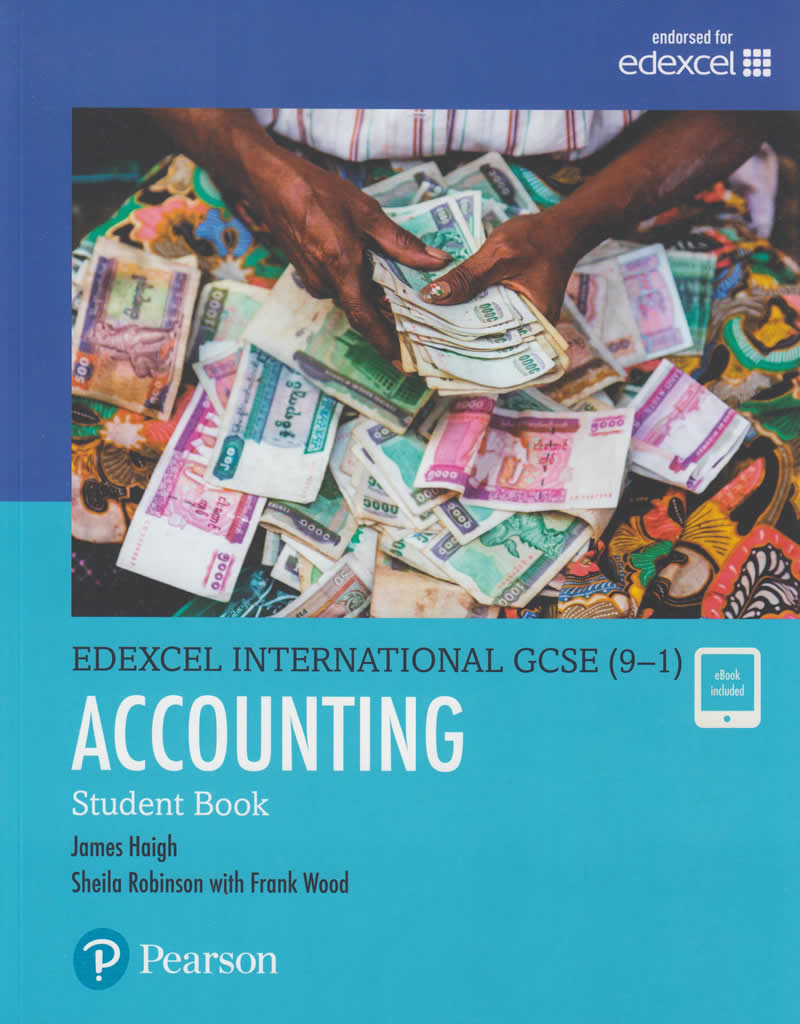 endorsed for
edexcel
EDEXCEL INTERNATIONAL GCSE (9–1)
eBook
included
ACCOUNTING
Student Book
James Haigh
Sheila Robinson with Frank Wood
Pearson